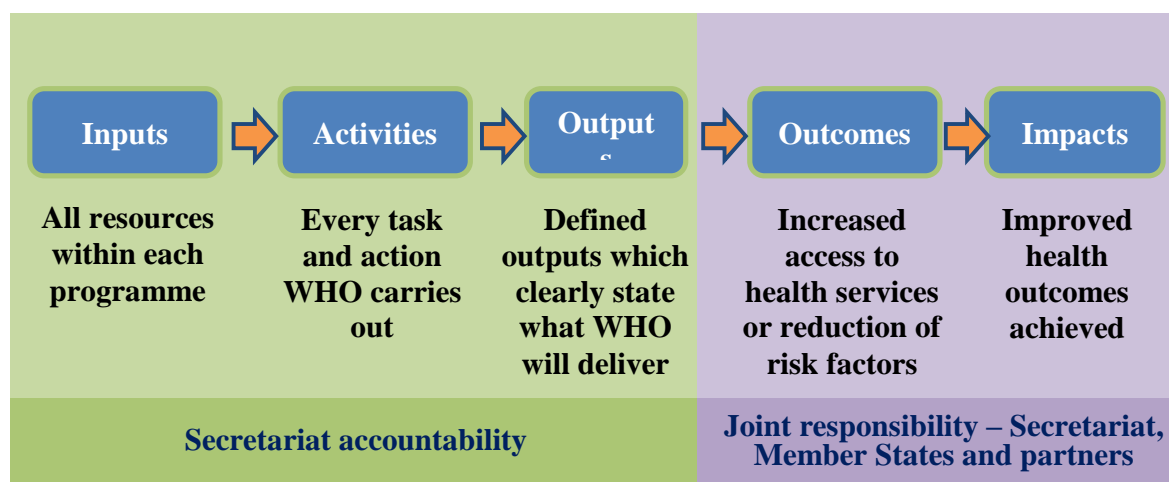 Inputs
Activities
Output
s
Outcomes
Impacts
All resources
within each
programme
Every task
and action
WHO carries
out
Defined
outputs which
clearly state
what WHO
will deliver
Increased
access to
health services
or reduction of
risk factors
Improved
health
outcomes
achieved
Secretariat accountability
Joint responsibility – Secretariat,
Member States and partners